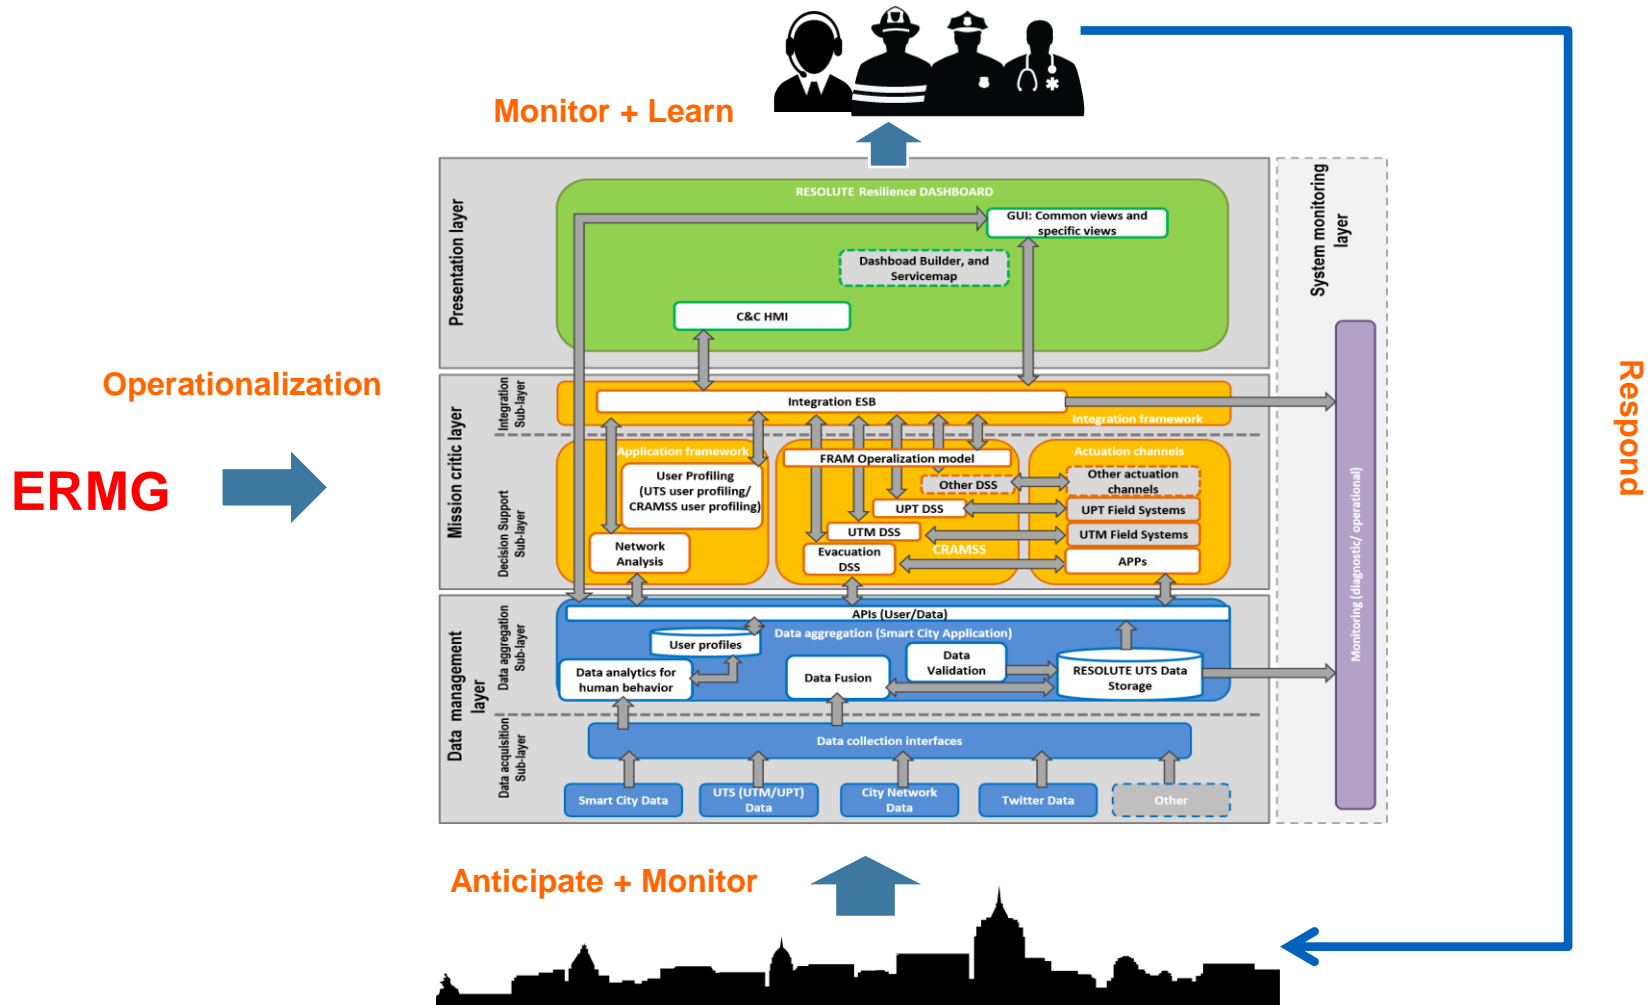 Monitor + Learn
Presentation layer
RESOLUTE Resilience DASHBOARD
GUI: Common views and
specific views
Dashboad Builder, and
Servicemap
C&C HMI
System monitoring
layer
Operationalization
ERMG
Respond
Mission critic layer
Integration
Sub-layer
Integration ESB
Integration framework
Decision Support
Sub-layer
Application framework
User Profiling
(UTS user profiling/
CRAMSS user profiling)
Network
Analysis
FRAM Operalization model
Other DSS
UPT DSS
UTM DSS
Evacuation
DSS
CRAMSS
Actuation channels
Other actuation
channels
UPT Field Systems
UTM Field Systems
APPs
Monitoring (diagnostic/ operational)
Data management
layer
Data aggregation
Sub-layer
APIs (User/Data)
Data aggregation (Smart City Application)
User profiles
Data analytics for
human behavior
Data Fusion
Data
Validation
RESOLUTE UTS Data
Storage
Data acquisition
Sub-layer
Data collection interfaces
Smart City Data
UTS (UTM/UPT)
Data
City Network
Data
Twitter Data
Other
Anticipate + Monitor